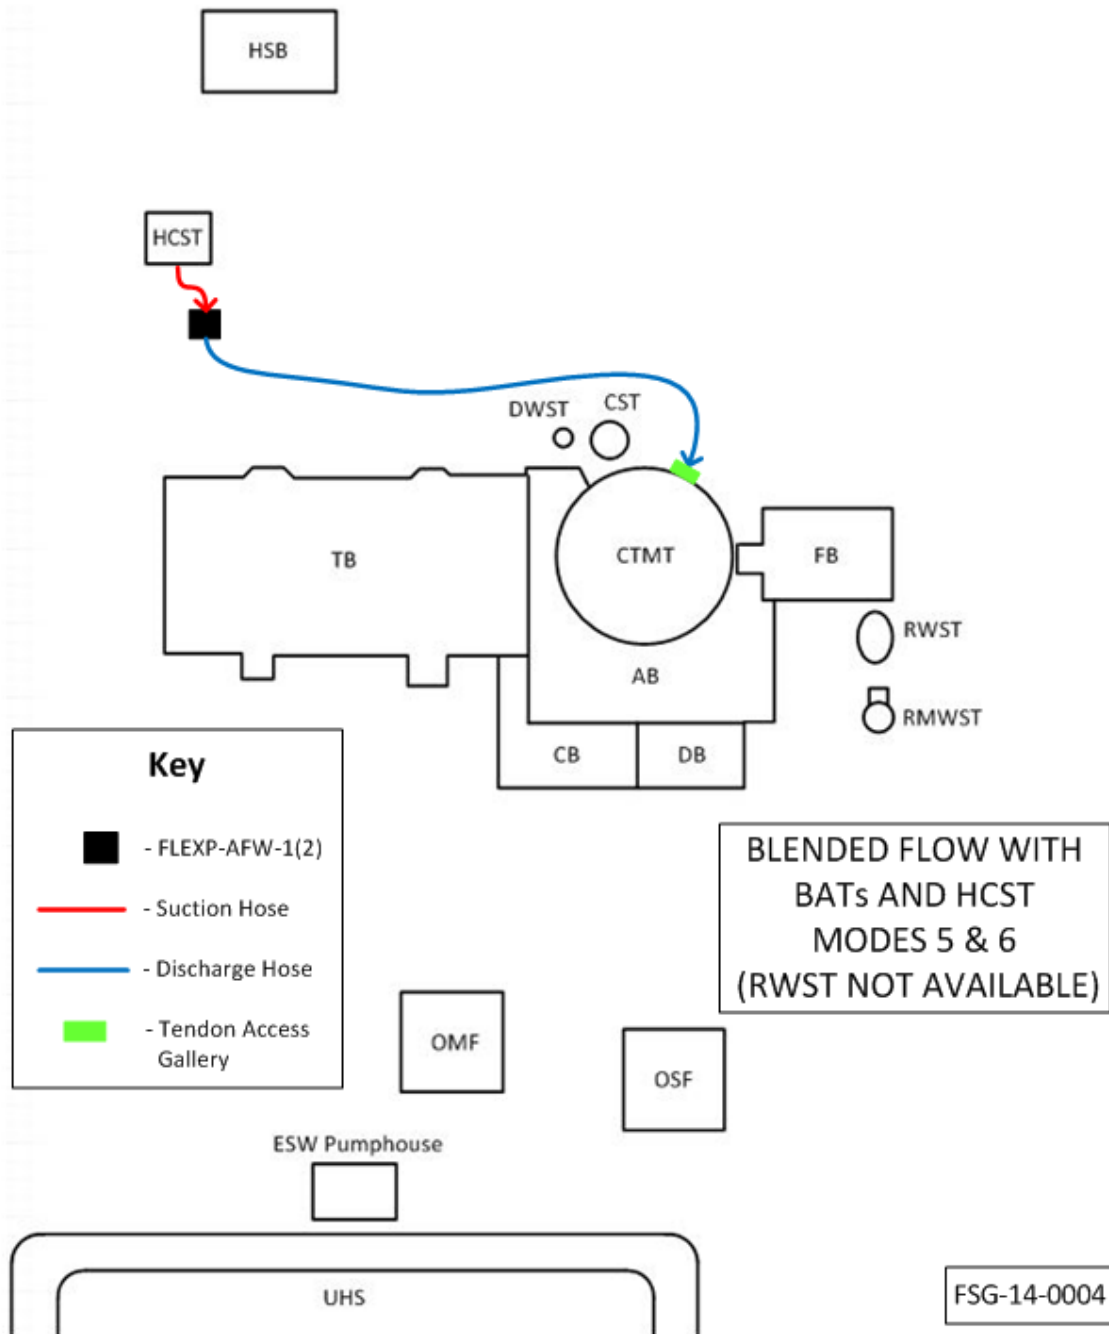 HSB
HCST
DWST
CST
TB
CTMT
FB
RWST
AB
RMWST
CB
DB
Key
- FLEXP-AFW-1(2)
- Suction Hose
- Discharge Hose
- Tendon Access
Gallery
BLENDED FLOW WITH
BATs AND HCST
MODES 5 & 6
(RWST NOT AVAILABLE)
OMF
OSF
ESW Pumphouse
UHS
FSG-14-0004